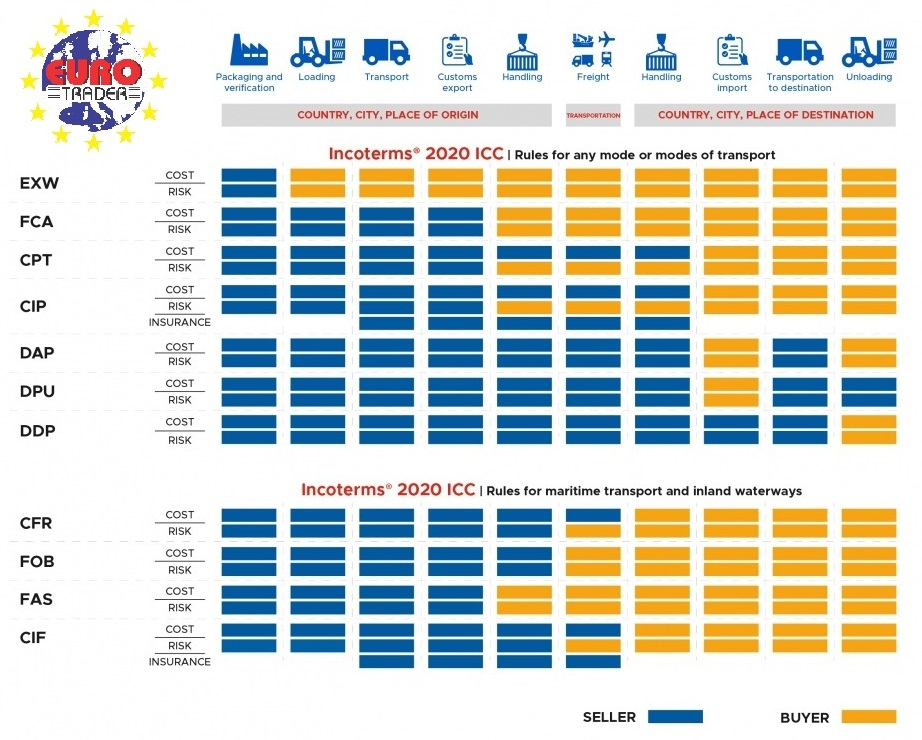 EURO
TRADER
Packaging and
verification
Loading
Transport
Customs
export
Handling
Freight
Handling
Customs
import
Transportation
to destination
Unloading
COUNTRY, CITY, PLACE OF ORIGIN
TRANSPORTATION
COUNTRY, CITY, PLACE OF DESTINATION
Incoterms® 2020 ICC | Rules for any mode or modes of transport
EXW
COST
RISK
FCA
COST
RISK
CPT
COST
RISK
CIP
COST
RISK
INSURANCE
DAP
COST
RISK
DPU
COST
RISK
DDP
COST
RISK
Incoterms® 2020 ICC | Rules for maritime transport and inland waterways
CFR
COST
RISK
FOB
COST
RISK
FAS
COST
RISK
CIF
COST
RISK
INSURANCE
SELLER
BUYER